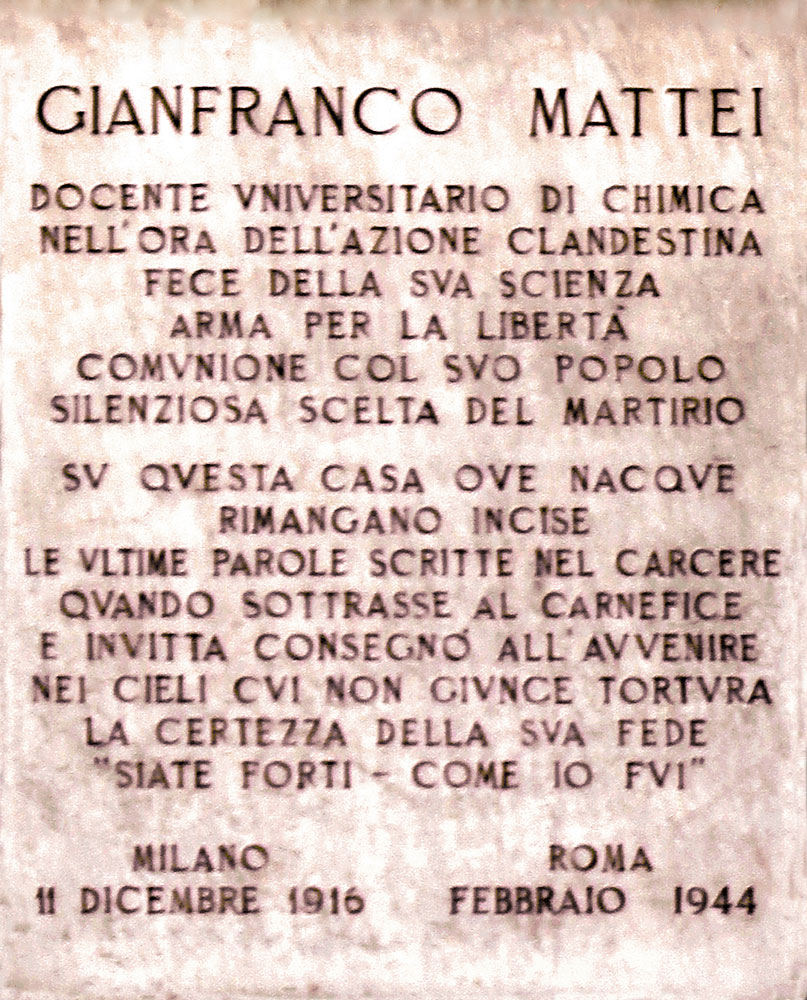 GIANFRANCO MATTEI
DOCENTE VNIVERSITARIO DI CHIMICA
NELL'ORA DELL'AZIONE CLANDESTINA
FECE DELLA SVA SCIENZA
ARMA PER LA LIBERTÀ
COMVNIONE COL SVO POPOLO
SILENZIOSA SCELTA DEL MARTIRIO
SV QVESTA CASA OVE NACQVE
RIMANGANO INCISE
LE VLTIME PAROLE SCRITTE NEL CARCERE
QVANDO SOTTRASSE AL CARNEFICE
E INVITTA CONSEGNÒ ALL'AVVENIRE
NEI CIELI CVI NON GIVNGE TORTVRA
LA CERTEZZA DELLA SVA FEDE
"SIATE FORTI - COME IO FVI"
MILANO ROMA
11 DICEMBRE 1916 FEBBRAIO 1944